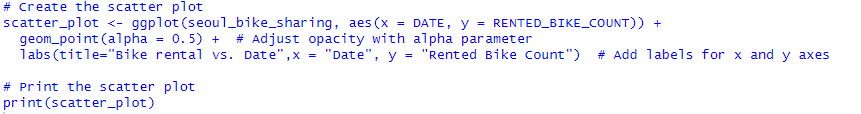 # Create the scatter plot
scatter_plot <- ggplot(seoul_bike_sharing, aes(x = DATE, y = RENTED_BIKE_COUNT)) +
  geom_point(alpha = 0.5) +  # Adjust opacity with alpha parameter
  labs(title="Bike rental vs. Date",x = "Date", y = "Rented Bike Count")  # Add labels for x and y axes

# Print the scatter plot
print(scatter_plot)